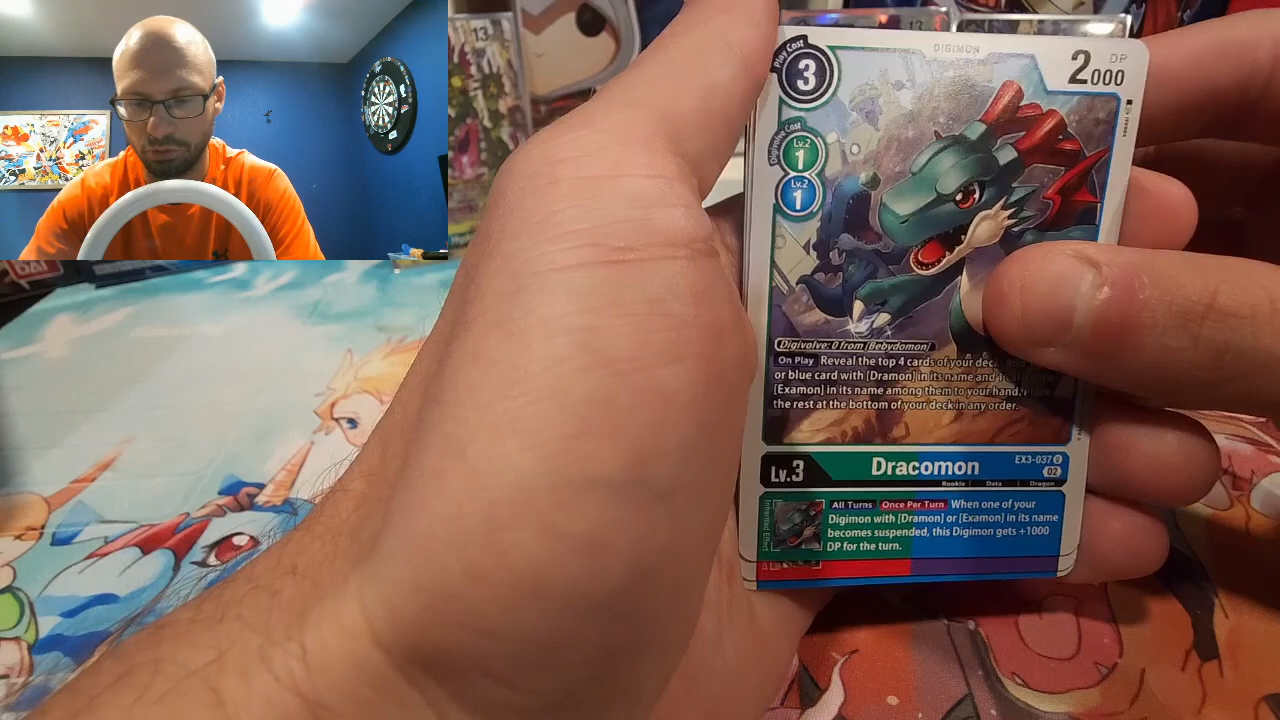 13
Play Cost
3
DIGIMON
DP
2000
Digivolve Cost
Lv.2
1
Lv.2
1
Digivolve: 0 from [Bebydomon]
On Play Reveal the top 4 cards of your deck.
or blue card with [Dramon] in its name and
[Examon] in its name among them to your hand.
the rest at the bottom of your deck in any order.
Lv.3
Dracomon
EX3-037 U
02
Rookie Data Dragon
Inherited Effect
All Turns Once Per Turn When one of your
Digimon with [Dramon] or [Examon] in its name
becomes suspended, this Digimon gets +1000
DP for the turn.